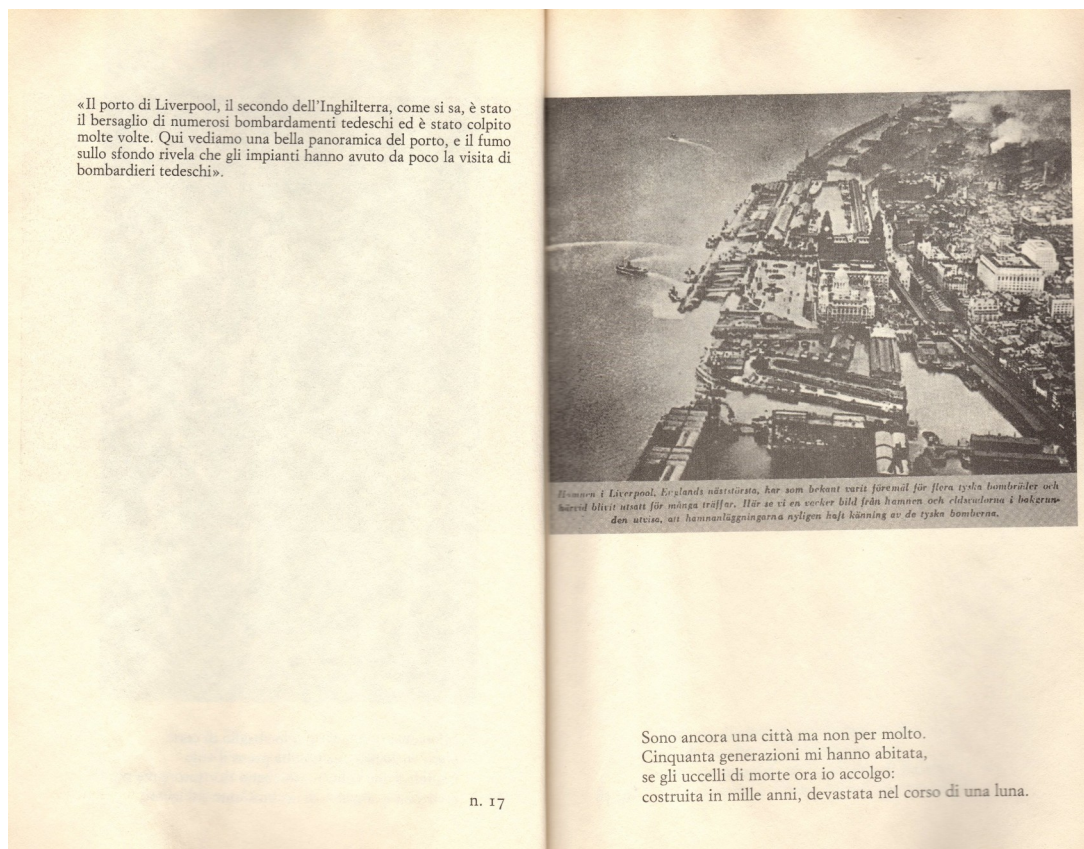 «Il porto di Liverpool, il secondo dell'Inghilterra, come si sa, è stato
il bersaglio di numerosi bombardamenti tedeschi ed è stato colpito
molte volte. Qui vediamo una bella panoramica del porto, e il fumo
sullo sfondo rivela che gli impianti hanno avuto da poco la visita di
bombardieri tedeschi».
n. 17
Hamnen i Liverpool, Englands näststörsta, har som bekant varit föremål för flera tyska bombräder och
härvid blivit utsatt för många träffar. Här se vi en vacker bild från hamnen och eldsvådorna i bakgrun-
den utvisa, att hamnanläggningarna nyligen haft känning av de tyska bomberna.
Sono ancora una città ma non per molto.
Cinquanta generazioni mi hanno abitata,
se gli uccelli di morte ora io accolgo:
costruita in mille anni, devastata nel corso di una luna.